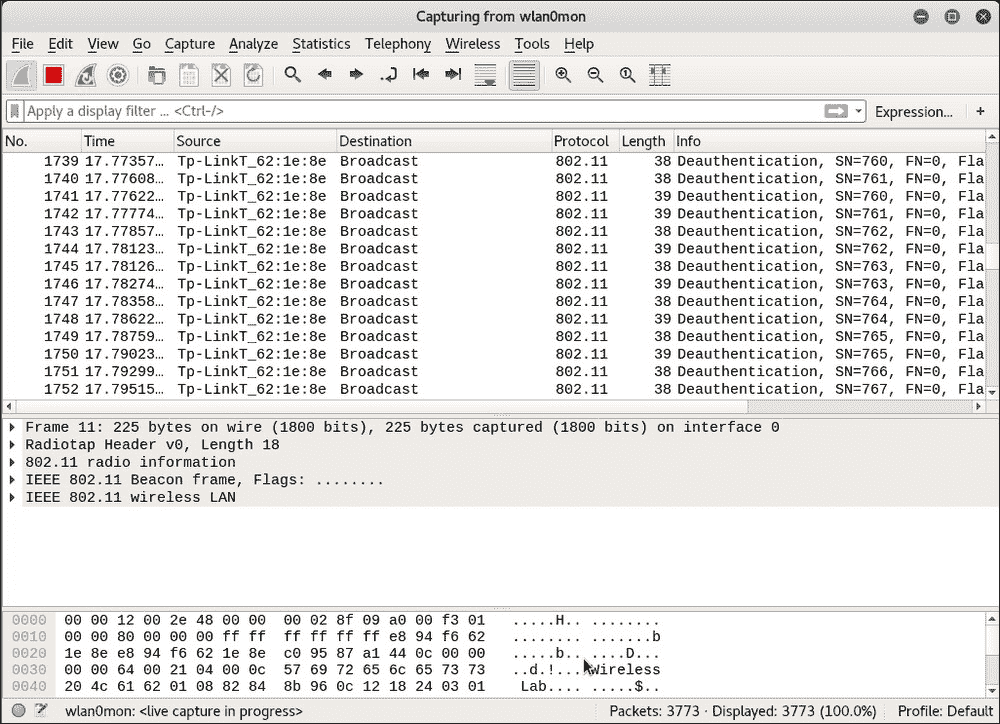 Capturing from wlan0mon
File Edit View Go Capture Analyze Statistics Telephony Wireless Tools Help
Apply a display filter ... <Ctrl-/> Expression... +
No. Time Source Destination Protocol Length Info
1739 17.77357... Tp-LinkT_62:1e:8e Broadcast 802.11 38 Deauthentication, SN=760, FN=0, Fla
1740 17.77608... Tp-LinkT_62:1e:8e Broadcast 802.11 38 Deauthentication, SN=761, FN=0, Fla
1741 17.77622... Tp-LinkT_62:1e:8e Broadcast 802.11 39 Deauthentication, SN=760, FN=0, Fla
1742 17.77774... Tp-LinkT_62:1e:8e Broadcast 802.11 39 Deauthentication, SN=761, FN=0, Fla
1743 17.77857... Tp-LinkT_62:1e:8e Broadcast 802.11 38 Deauthentication, SN=762, FN=0, Fla
1744 17.78123... Tp-LinkT_62:1e:8e Broadcast 802.11 39 Deauthentication, SN=762, FN=0, Fla
1745 17.78126... Tp-LinkT_62:1e:8e Broadcast 802.11 38 Deauthentication, SN=763, FN=0, Fla
1746 17.78274... Tp-LinkT_62:1e:8e Broadcast 802.11 39 Deauthentication, SN=763, FN=0, Fla
1747 17.78358... Tp-LinkT_62:1e:8e Broadcast 802.11 38 Deauthentication, SN=764, FN=0, Fla
1748 17.78622... Tp-LinkT_62:1e:8e Broadcast 802.11 39 Deauthentication, SN=764, FN=0, Fla
1749 17.78759... Tp-LinkT_62:1e:8e Broadcast 802.11 38 Deauthentication, SN=765, FN=0, Fla
1750 17.79023... Tp-LinkT_62:1e:8e Broadcast 802.11 39 Deauthentication, SN=765, FN=0, Fla
1751 17.79299... Tp-LinkT_62:1e:8e Broadcast 802.11 38 Deauthentication, SN=766, FN=0, Fla
1752 17.79515... Tp-LinkT_62:1e:8e Broadcast 802.11 38 Deauthentication, SN=767, FN=0, Fla
Frame 11: 225 bytes on wire (1800 bits), 225 bytes captured (1800 bits) on interface 0
Radiotap Header v0, Length 18
802.11 radio information
IEEE 802.11 Beacon frame, Flags: ........
IEEE 802.11 wireless LAN
0000 00 00 12 00 2e 48 00 00 00 02 8f 09 a0 00 f3 01 .....H.. ........
0010 00 00 80 00 00 00 ff ff ff ff ff ff e8 94 f6 62 ........ .......b
0020 1e 8e e8 94 f6 62 1e 8e c0 95 87 a1 44 0c 00 00 .....b.. ....D...
0030 00 00 64 00 21 04 00 0c 57 69 72 65 6c 65 73 73 ..d.!... Wireless
0040 20 4c 61 62 01 08 82 84 8b 96 0c 12 18 24 03 01 Lab.... .....$..
wlan0mon: <live capture in progress> Packets: 3773 · Displayed: 3773 (100.0%) Profile: Default